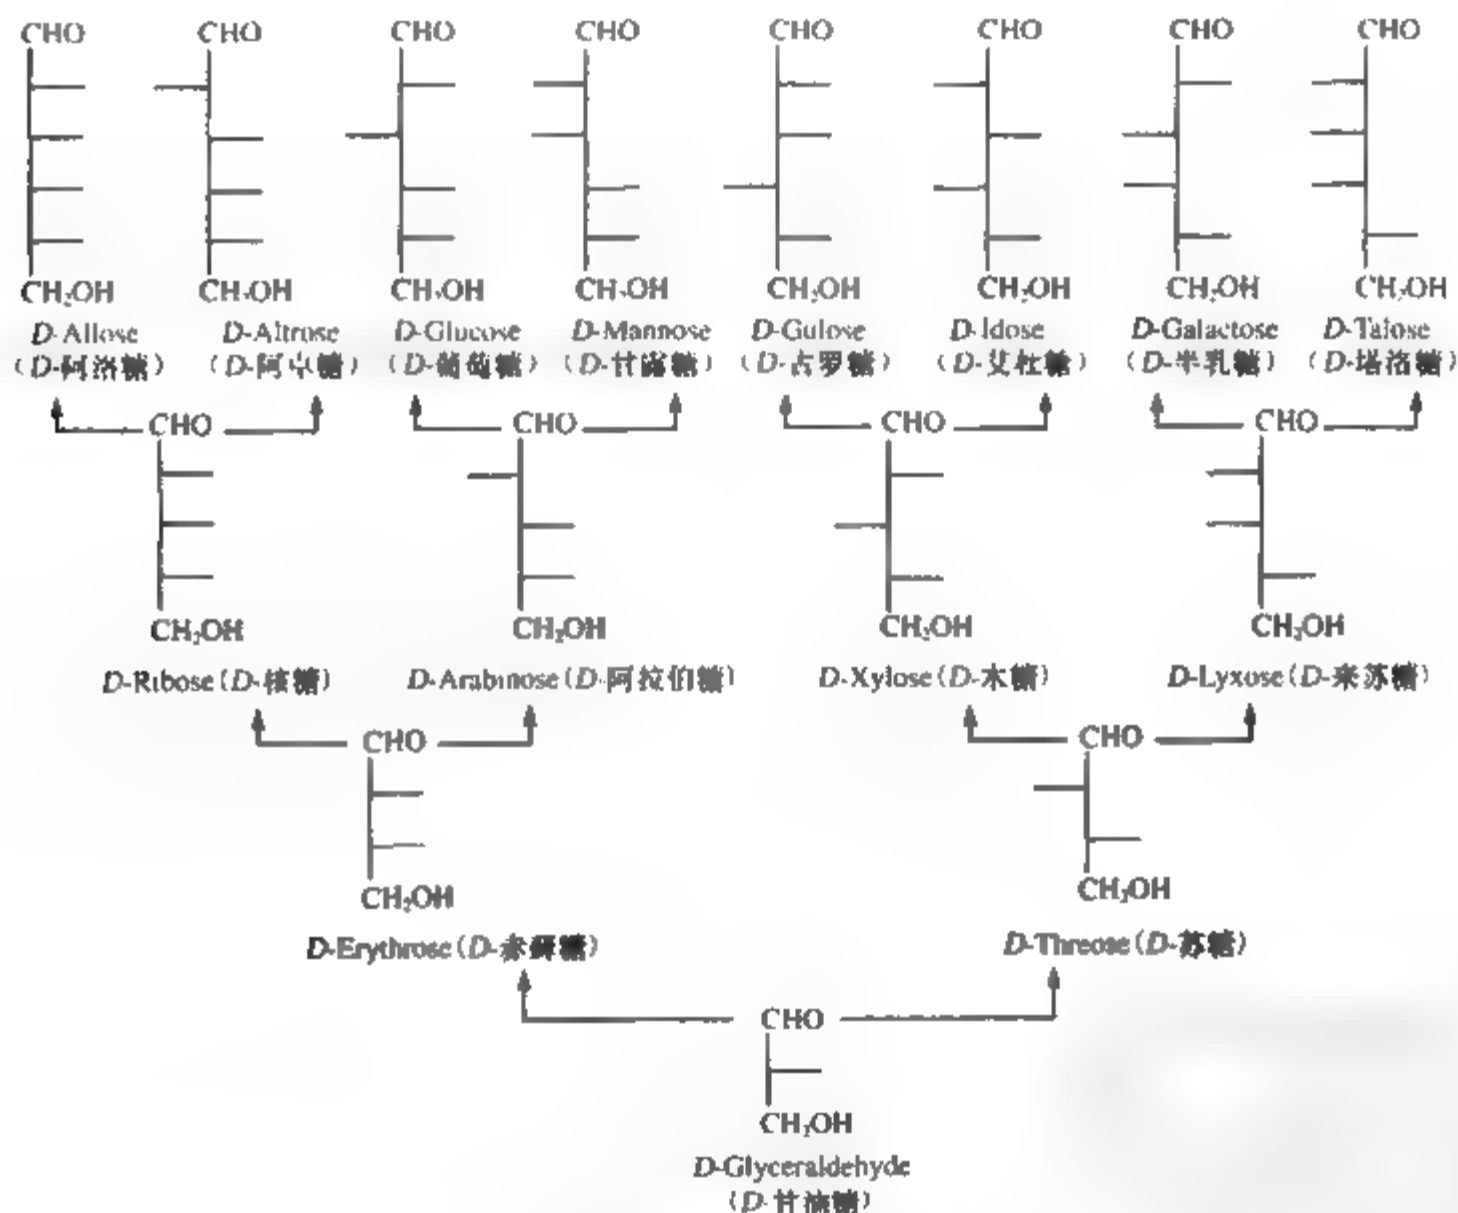 CHO CHO CHO CHO CHO CHO CHO CHO
CH₂OH CH₂OH CH₂OH CH₂OH CH₂OH CH₂OH CH₂OH CH₂OH
D-Allose D-Altrose D-Glucose D-Mannose D-Gulose D-Idose D-Galactose D-Talose
(D-阿洛糖) (D-阿卓糖) (D-葡萄糖) (D-甘露糖) (D-古罗糖) (D-艾杜糖) (D-半乳糖) (D-塔洛糖)
CHO CHO CHO CHO
CH₂OH CH₂OH CH₂OH CH₂OH
D-Ribose(D-核糖) D-Arabinose(D-阿拉伯糖) D-Xylose(D-木糖) D-Lyxose(D-来苏糖)
CHO CHO
CH₂OH CH₂OH
D-Erythrose(D-赤藓糖) D-Threose(D-苏糖)
CHO
CH₂OH
D-Glyceraldehyde
(D-甘油糖)